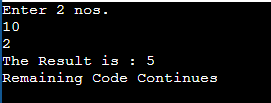 Enter 2 nos.
10
2
The Result is : 5
Remaining Code Continues